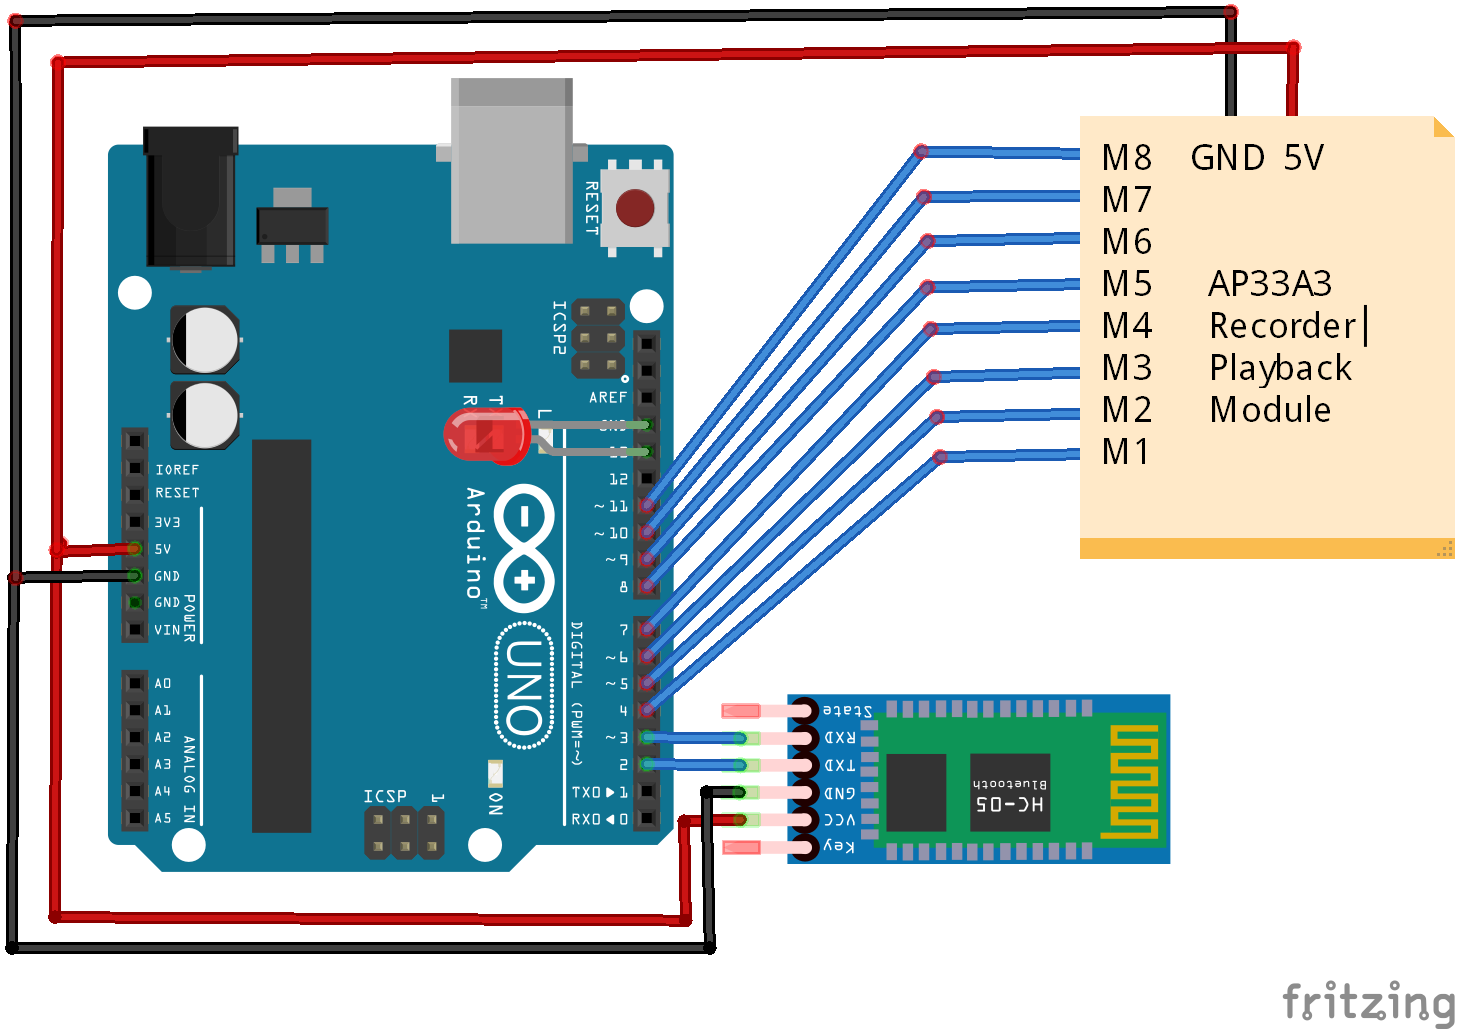 M8 GND 5V
M7
M6
M5 AP33A3
M4 Recorder|
M3 Playback
M2 Module
M1
RESET
ICSP2
AREF
GND
13
12
~11
~10
~9
8
7
~6
~5
4
~3
2
TX0▶1
RX0◀0
DIGITAL (PWM=~)
L
T
R
Arduino™
UNO
ON
ICSP
1
IOREF
RESET
3V3
5V
GND
GND
VIN
POWER
A0
A1
A2
A3
A4
A5
ANALOG IN
State
RXD
TXD
GND
VCC
Key
HC-05
Bluetooth
fritzing